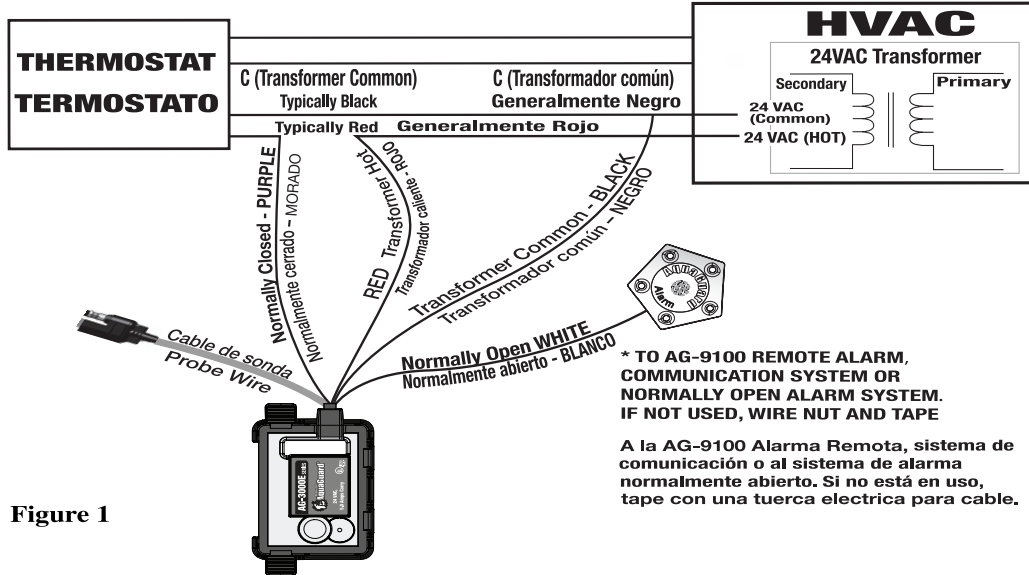 THERMOSTAT
TERMOSTATO
C (Transformer Common)
Typically Black
C (Transformador común)
Generalmente Negro
Typically Red
Generalmente Rojo
HVAC
24VAC Transformer
Secondary
Primary
24 VAC
(Common)
24 VAC (HOT)
Normally Closed - PURPLE
Normalmente cerrado – MORADO
RED Transformer Hot
Transformador caliente - ROJO
Transformer Common - BLACK
Transformador común – NEGRO
Normally Open WHITE
Normalmente abierto - BLANCO
Cable de sonda
Probe Wire
AquaGuard
Alarm
AG-3000E series
AquaGuard
24 VAC
* TO AG-9100 REMOTE ALARM,
COMMUNICATION SYSTEM OR
NORMALLY OPEN ALARM SYSTEM.
IF NOT USED, WIRE NUT AND TAPE
A la AG-9100 Alarma Remota, sistema de
comunicación o al sistema de alarma
normalmente abierto. Si no está en uso,
tape con una tuerca electrica para cable.
Figure 1